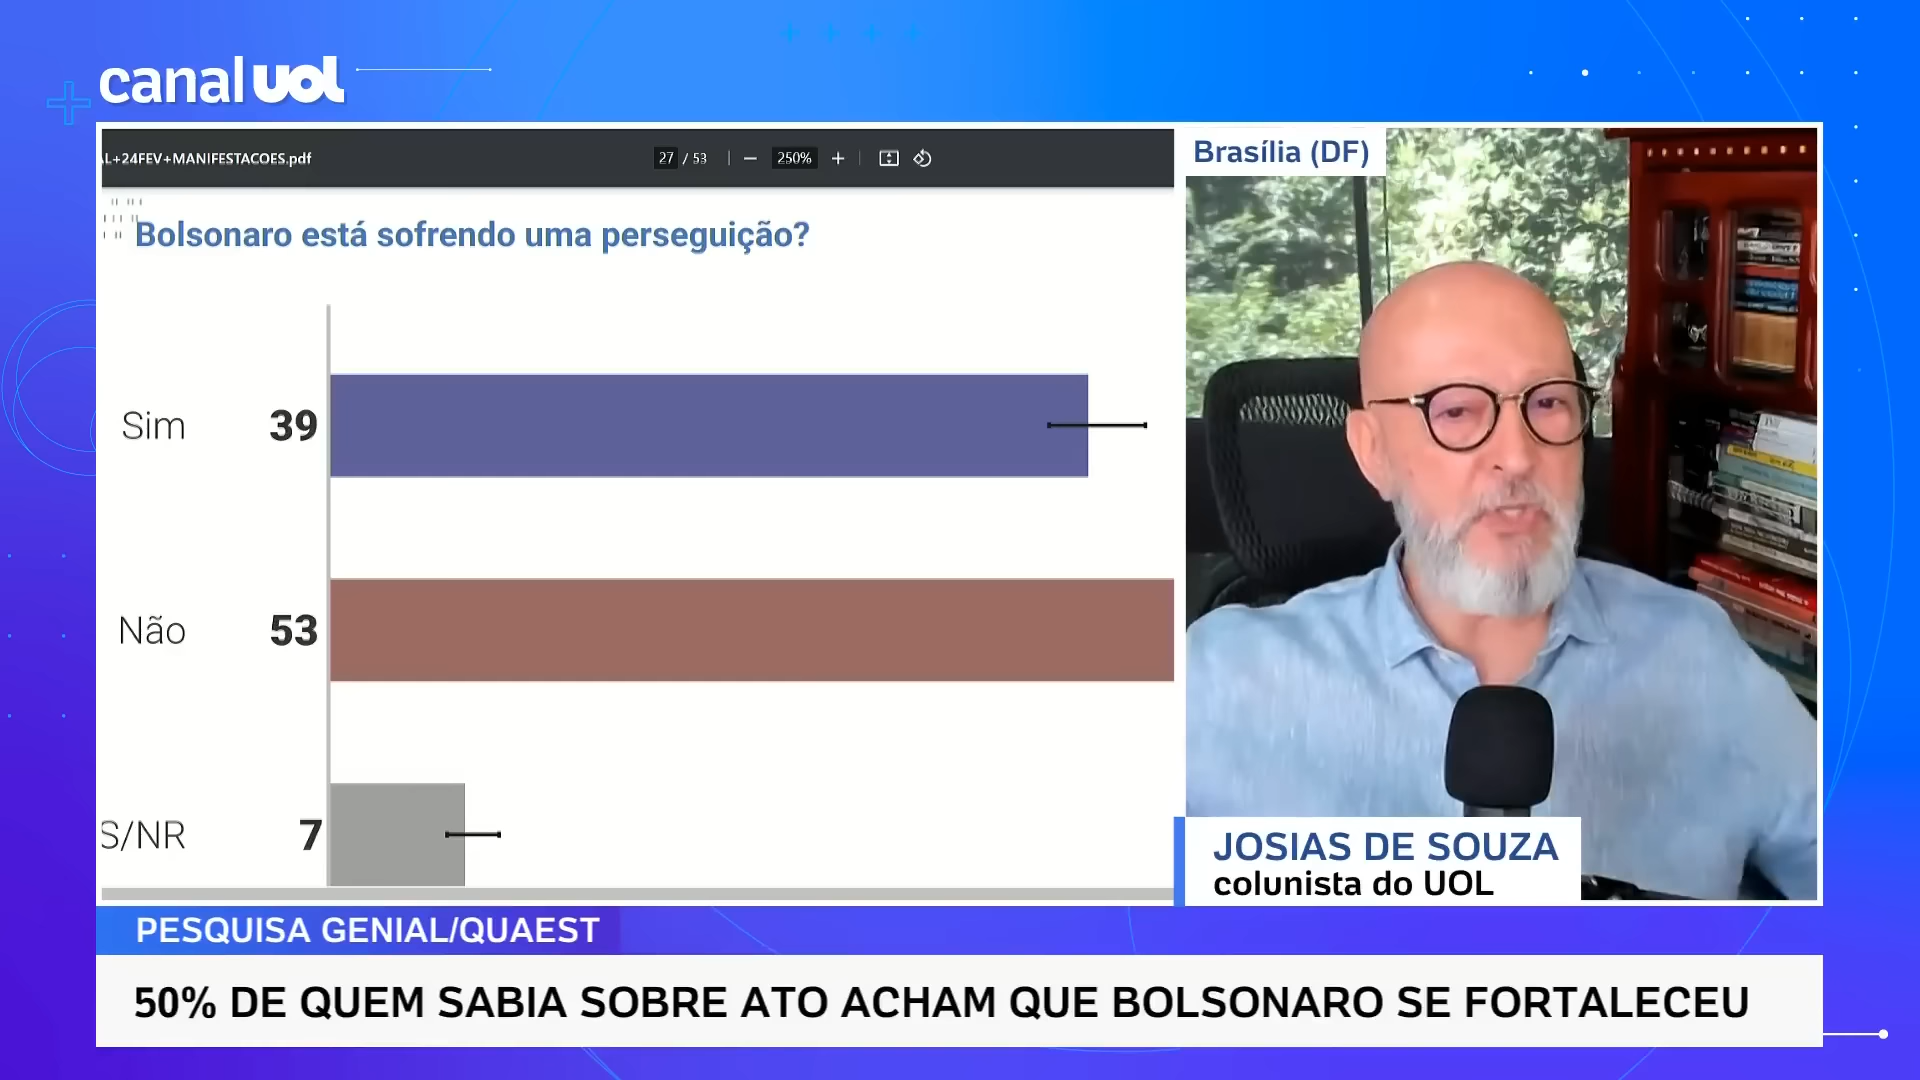 canal uol
L+24FEV+MANIFESTACOES.pdf
27 / 53
250%
Brasília (DF)
Bolsonaro está sofrendo uma perseguição?
Sim 39
Não 53
S/NR 7
JOSIAS DE SOUZA
colunista do UOL
PESQUISA GENIAL/QUAEST
50% DE QUEM SABIA SOBRE ATO ACHAM QUE BOLSONARO SE FORTALECEU